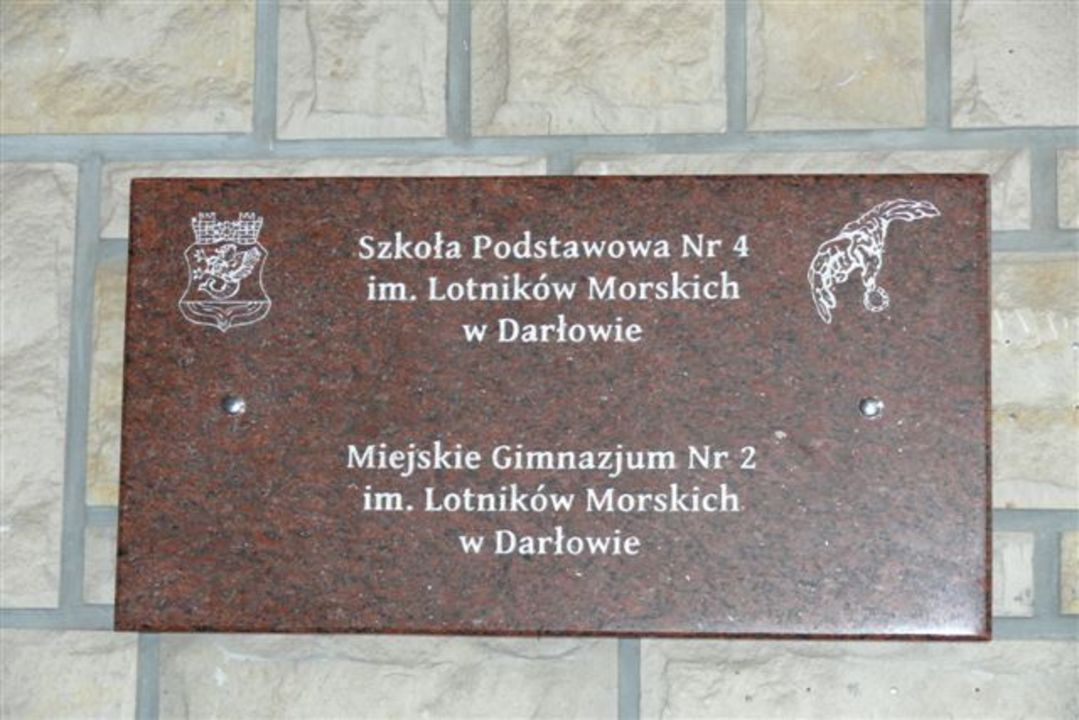 Szkoła Podstawowa Nr 4
im. Lotników Morskich
w Darłowie
Miejskie Gimnazjum Nr 2
im. Lotników Morskich
w Darłowie